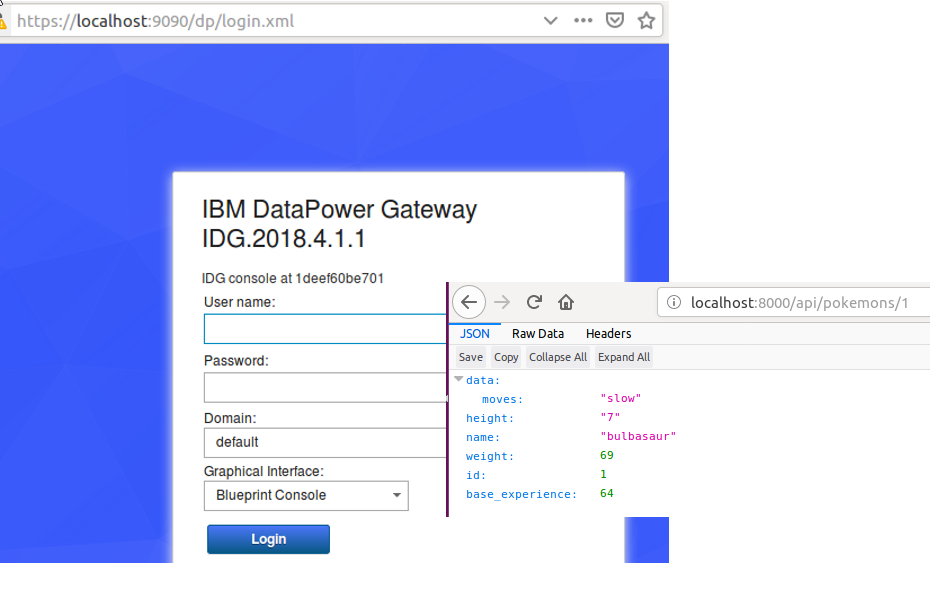 https://localhost:9090/dp/login.xml
IBM DataPower Gateway
IDG.2018.4.1.1
IDG console at 1deef60be701
User name:
Password:
Domain:
default
Graphical Interface:
Blueprint Console
Login
localhost:8000/api/pokemons/1
JSON Raw Data Headers
Save Copy Collapse All Expand All
data:
moves: "slow"
height: "7"
name: "bulbasaur"
weight: 69
id: 1
base_experience: 64